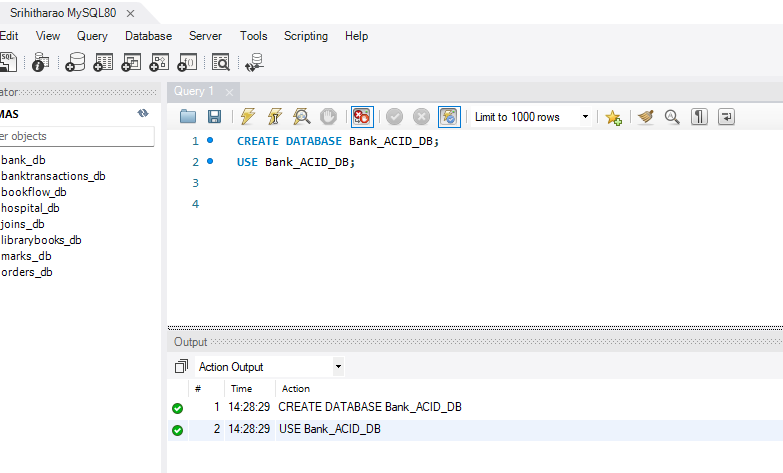 Srihitharao MySQL80
Edit View Query Database Server Tools Scripting Help
SQL
ator
Query 1
MAS
er objects
Limit to 1000 rows
bank_db
banktransactions_db
bookflow_db
hospital_db
joins_db
librarybooks_db
marks_db
orders_db
1 CREATE DATABASE Bank_ACID_DB;
2 USE Bank_ACID_DB;
3
4
Output
Action Output
# Time Action
1 14:28:29 CREATE DATABASE Bank_ACID_DB
2 14:28:29 USE Bank_ACID_DB